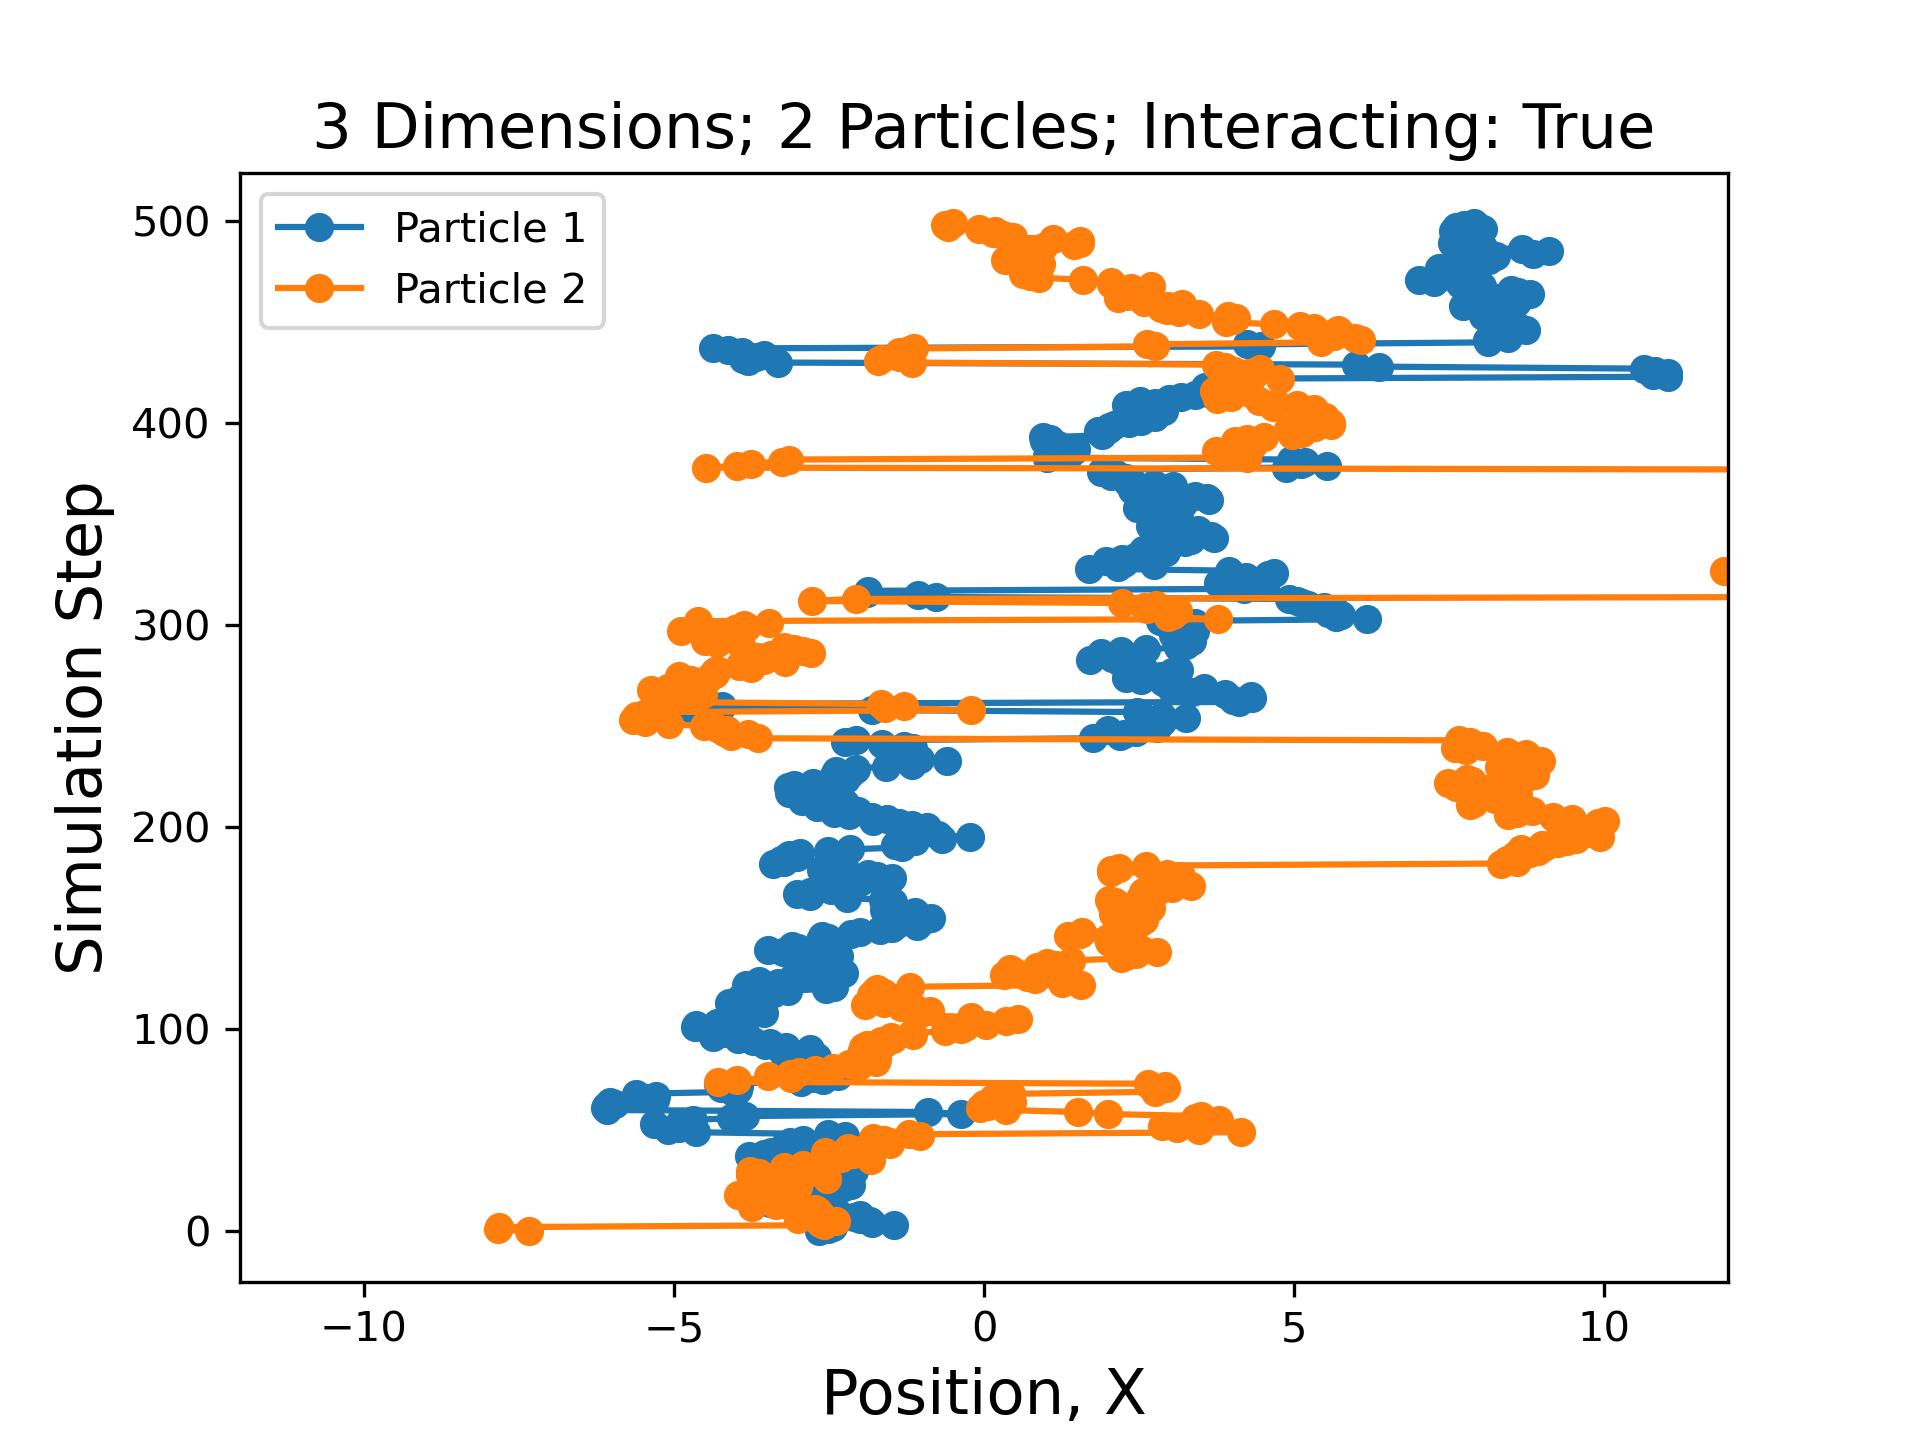 3 Dimensions; 2 Particles; Interacting: True
Particle 1
Particle 2
500
400
300
200
100
0
Simulation Step
−10
−5
0
5
10
Position, X